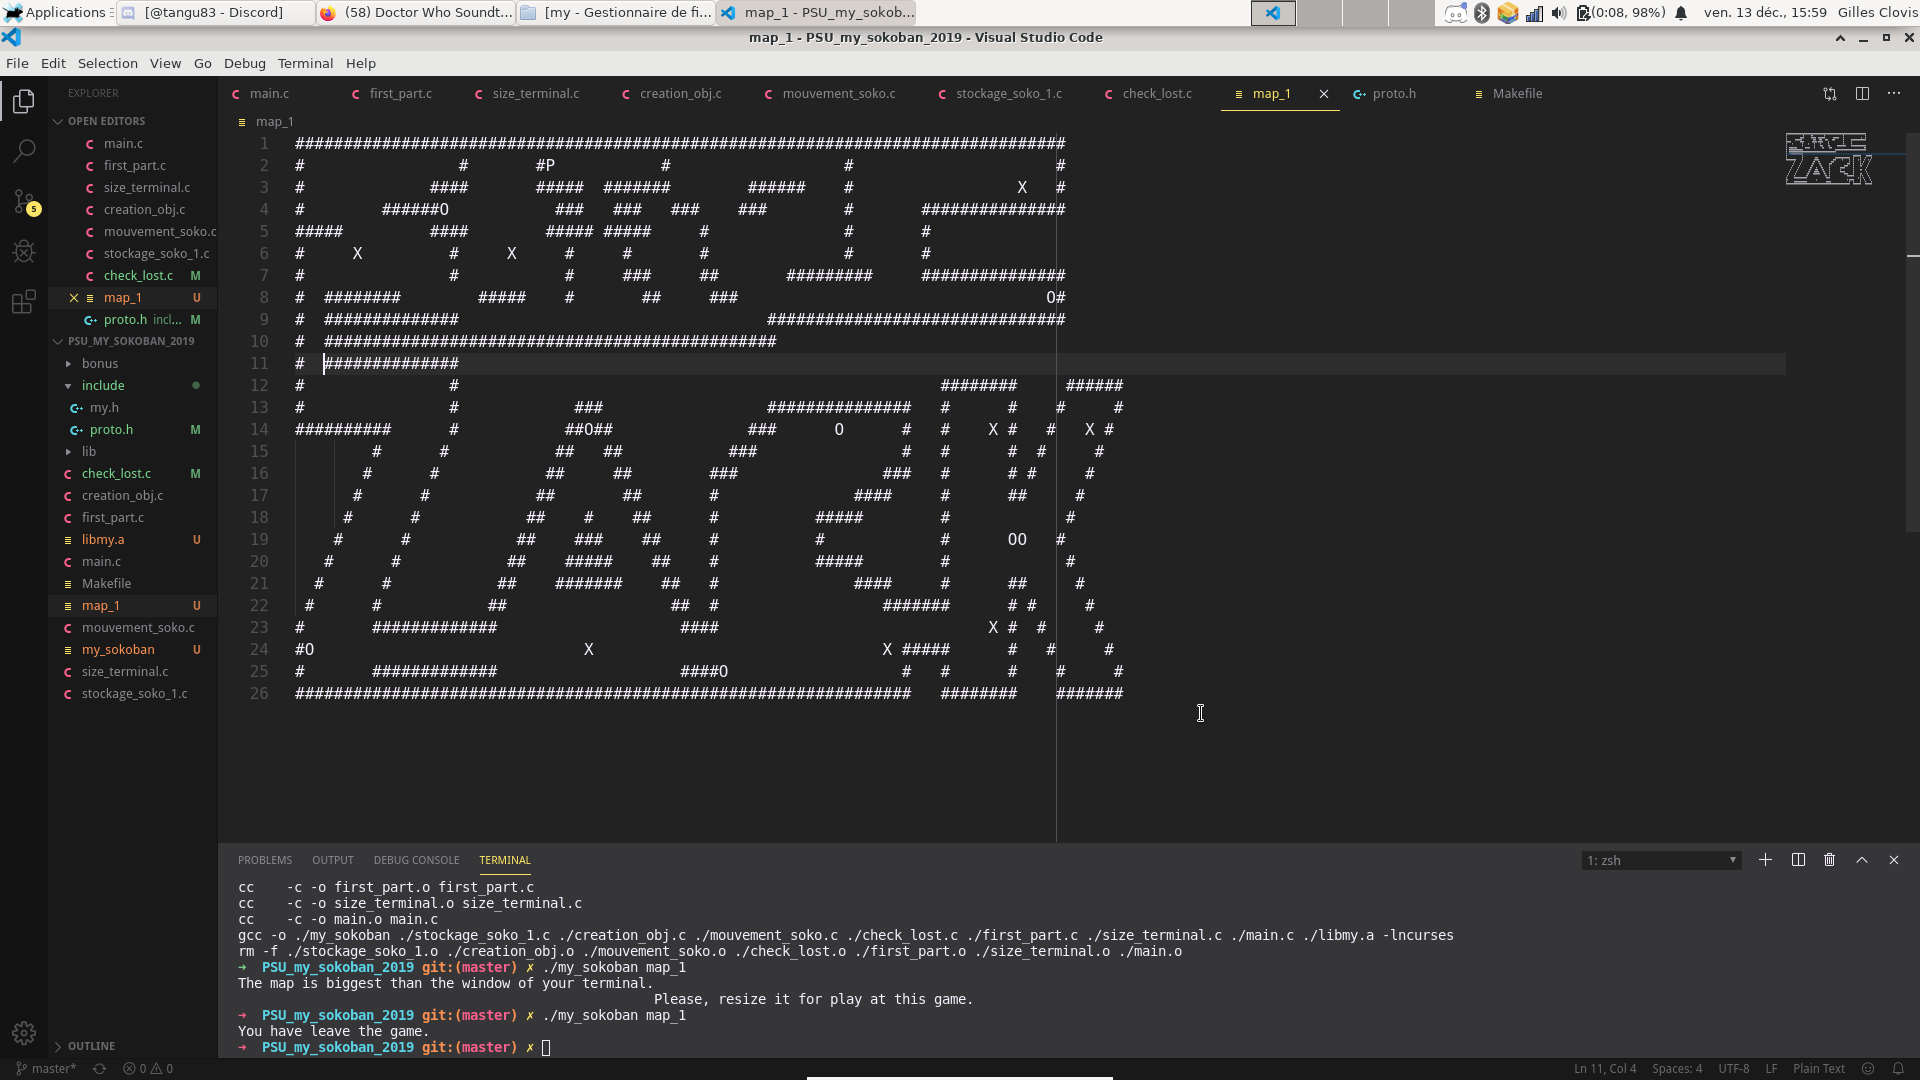 Applications
[@tangu83 - Discord]
(58) Doctor Who Soundt...
[my - Gestionnaire de fi...
map_1 - PSU_my_sokob...
(0:08, 98%)
ven. 13 déc., 15:59
Gilles Clovis
map_1 - PSU_my_sokoban_2019 - Visual Studio Code
File Edit Selection View Go Debug Terminal Help
EXPLORER
OPEN EDITORS
main.c
first_part.c
size_terminal.c
creation_obj.c
mouvement_soko.c
stockage_soko_1.c
check_lost.c M
map_1 U
proto.h incl... M
PSU_MY_SOKOBAN_2019
bonus
include
my.h
proto.h M
lib
check_lost.c M
creation_obj.c
first_part.c
libmy.a U
main.c
Makefile
map_1 U
mouvement_soko.c
my_sokoban U
size_terminal.c
stockage_soko_1.c
OUTLINE
5
main.c first_part.c size_terminal.c creation_obj.c mouvement_soko.c stockage_soko_1.c check_lost.c map_1 proto.h Makefile
map_1
1 ################################################################################
2 #                #       #P           #                  #                     #
3 #             ####       #####  #######        ######    #                 X   #
4 #        ######O           ###   ###   ###    ###        #       ###############
5 #####         ####        ##### #####     #              #       #
6 #     X         #     X     #     #       #              #       #
7 #               #           #     ###     ##       #########     ###############
8 #  ########        #####    #       ##     ###                                O#
9 #  ##############                                ###############################
10 #  ###############################################
11 #  ##############
12 #               #                                                  ########     ######
13 #               #            ###                 ###############   #      #    #     #
14 ##########      #           ##O##              ###      O      #   #    X #   #   X #
15         #      #           ##   ##           ###               #   #      #  #     #
16        #      #           ##     ##        ###               ###   #      # #     #
17       #      #           ##       ##       #              ####     #      ##     #
18      #      #           ##    #    ##      #          #####        #            #
19     #      #           ##    ###    ##     #          #            #      OO   #
20    #      #           ##    #####    ##    #          #####        #            #
21   #      #           ##    #######    ##   #              ####     #      ##     #
22  #      #           ##                 ##  #                 #######      # #     #
23 #       #############                   ####                            X #  #     #
24 #O                            X                              X #####      #   #     #
25 #       #############                   ####O                  #   #      #    #     #
26 ################################################################   ########    #######
PROBLEMS OUTPUT DEBUG CONSOLE TERMINAL
1: zsh
cc    -c -o first_part.o first_part.c
cc    -c -o size_terminal.o size_terminal.c
cc    -c -o main.o main.c
gcc -o ./my_sokoban ./stockage_soko_1.c ./creation_obj.c ./mouvement_soko.c ./check_lost.c ./first_part.c ./size_terminal.c ./main.c ./libmy.a -lncurses
rm -f ./stockage_soko_1.o ./creation_obj.o ./mouvement_soko.o ./check_lost.o ./first_part.o ./size_terminal.o ./main.o
➜  PSU_my_sokoban_2019 git:(master) ✗ ./my_sokoban map_1
The map is biggest than the window of your terminal.
Please, resize it for play at this game.
➜  PSU_my_sokoban_2019 git:(master) ✗ ./my_sokoban map_1
You have leave the game.
➜  PSU_my_sokoban_2019 git:(master) ✗
master* 0 0 Ln 11, Col 4 Spaces: 4 UTF-8 LF Plain Text